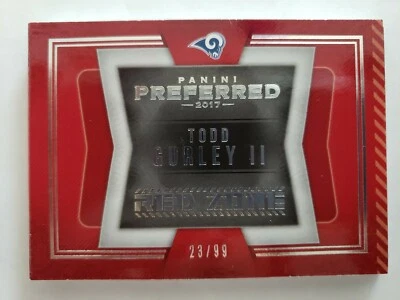 PANINI
PREFERRED
2017
TODD
GURLEY II
RED ZONE
23/99